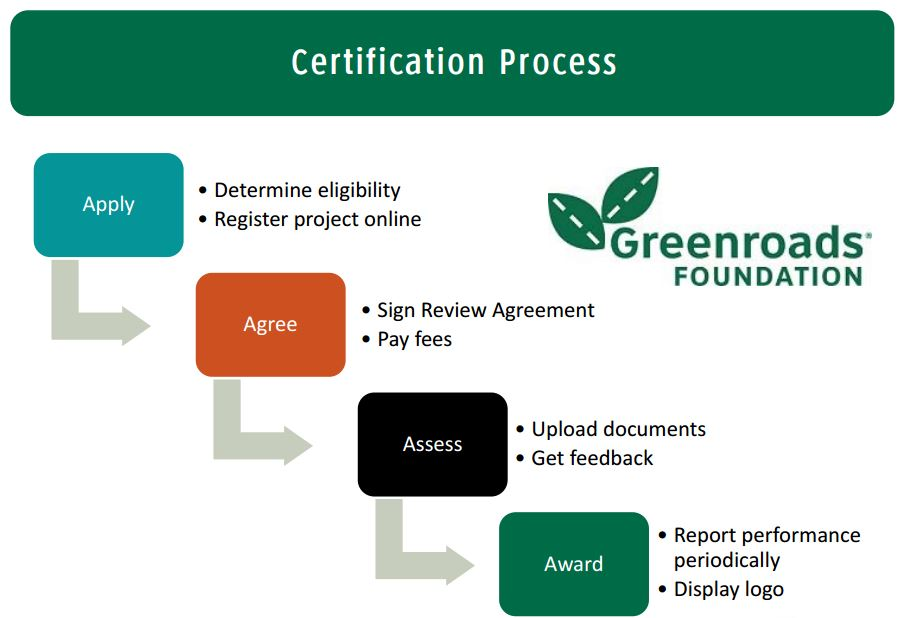 Certification Process
Apply
• Determine eligibility
• Register project online
Greenroads®
FOUNDATION
Agree
• Sign Review Agreement
• Pay fees
Assess
• Upload documents
• Get feedback
Award
• Report performance
periodically
• Display logo